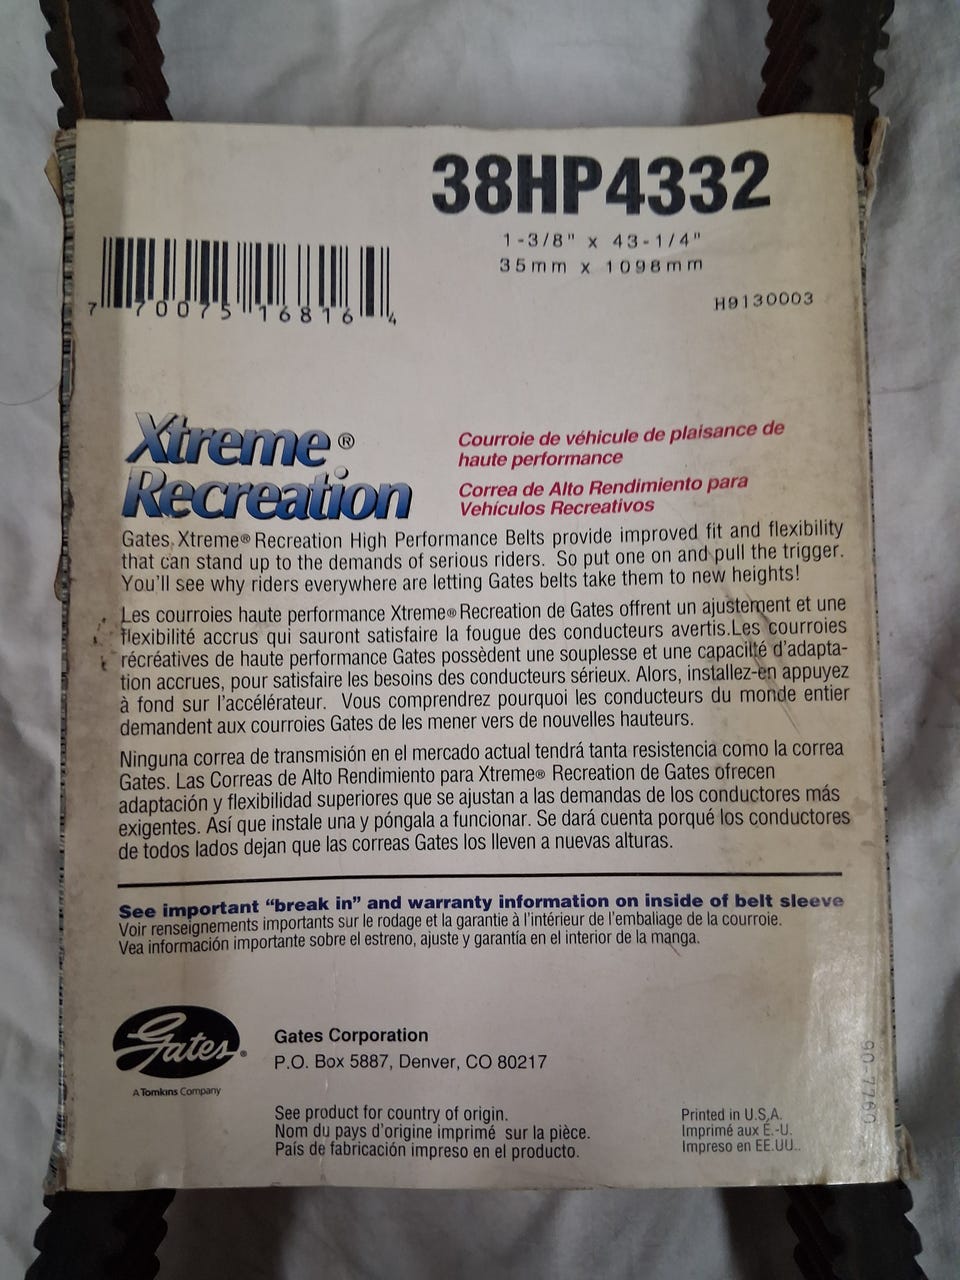 38HP4332
1-3/8" x 43-1/4"
35mm x 1098mm
7 70075 16816 4
H9130003
Xtreme®
Recreation
Courroie de véhicule de plaisance de
haute performance
Correa de Alto Rendimiento para
Vehículos Recreativos
Gates Xtreme® Recreation High Performance Belts provide improved fit and flexibility
that can stand up to the demands of serious riders. So put one on and pull the trigger.
You'll see why riders everywhere are letting Gates belts take them to new heights!
Les courroies haute performance Xtreme® Recreation de Gates offrent un ajustement et une
flexibilité accrus qui sauront satisfaire la fougue des conducteurs avertis.Les courroies
récréatives de haute performance Gates possèdent une souplesse et une capacité d'adapta-
tion accrues, pour satisfaire les besoins des conducteurs sérieux. Alors, installez-en appuyez
à fond sur l'accélérateur. Vous comprendrez pourquoi les conducteurs du monde entier
demandent aux courroies Gates de les mener vers de nouvelles hauteurs.
Ninguna correa de transmisión en el mercado actual tendrá tanta resistencia como la correa
Gates. Las Correas de Alto Rendimiento para Xtreme® Recreation de Gates ofrecen
adaptación y flexibilidad superiores que se ajustan a las demandas de los conductores más
exigentes. Así que instale una y póngala a funcionar. Se dará cuenta porqué los conductores
de todos lados dejan que las correas Gates los lleven a nuevas alturas.
See important “break in” and warranty information on inside of belt sleeve
Voir renseignements importants sur le rodage et la garantie à l'intérieur de l'emballage de la courroie.
Vea información importante sobre el estreno, ajuste y garantía en el interior de la manga.
Gates®
A Tomkins Company
Gates Corporation
P.O. Box 5887, Denver, CO 80217
See product for country of origin.
Nom du pays d'origine imprimé sur la pièce.
País de fabricación impreso en el producto.
Printed in U.S.A.
Imprimé aux É.-U.
Impreso en EE.UU..
90-7760